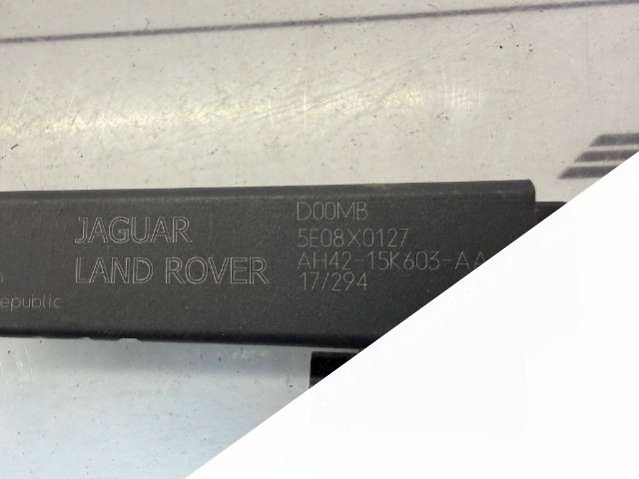 JAGUAR
LAND ROVER
epublic
D00MB
5E08X0127
AH42-15K603-AA
17/294